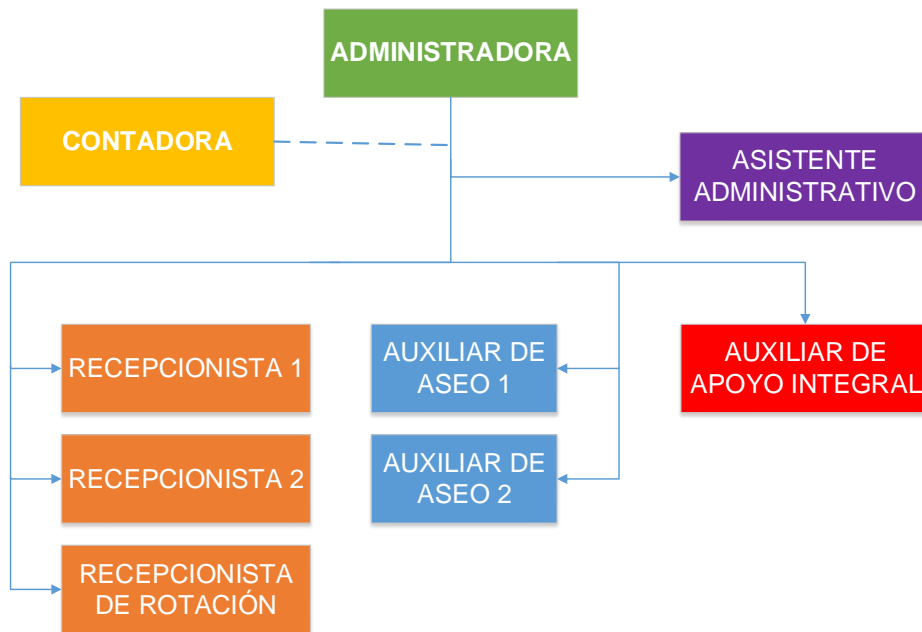 ADMINISTRADORA
CONTADORA
ASISTENTE
ADMINISTRATIVO
RECEPCIONISTA 1
AUXILIAR DE
ASEO 1
AUXILIAR DE
APOYO INTEGRAL
RECEPCIONISTA 2
AUXILIAR DE
ASEO 2
RECEPCIONISTA
DE ROTACIÓN